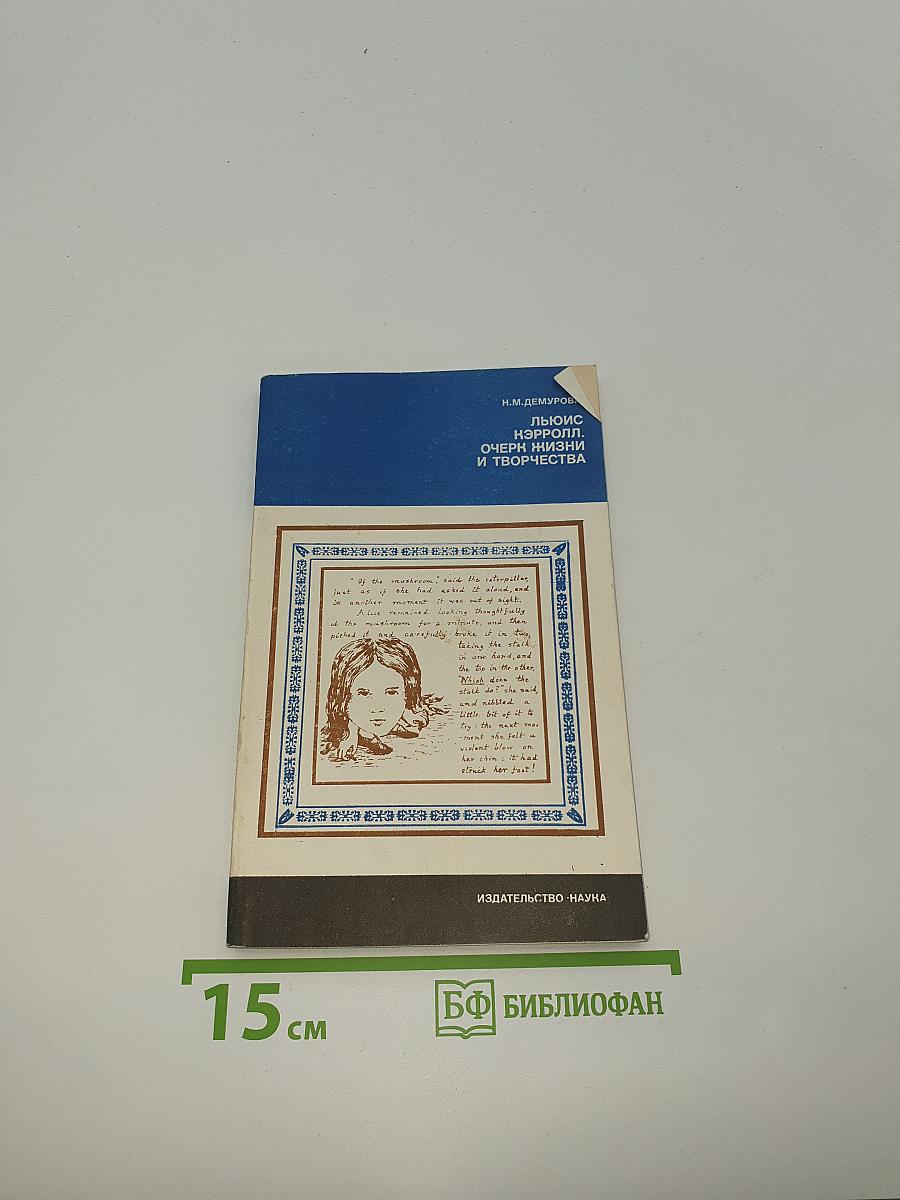 Н.М.ДЕМУРОВА
ЛЬЮИС
КЭРРОЛЛ.
ОЧЕРК ЖИЗНИ
И ТВОРЧЕСТВА
"Of the mushroom," said the caterpillar,
just as if she had asked it aloud, and
in another moment it was out of sight.
Alice remained looking thoughtfully
at the mushroom for a minute, and then
picked it and carefully broke it in two,
taking the stalk
in one hand, and
the top in the other.
"Which does the
stalk do?" she said,
and nibbled a
little bit of it to
try: the next mo-
-ment she felt a
violent blow on
her chin: it had
struck her foot!
ИЗДАТЕЛЬСТВО ·НАУКА·
15 см
БФ БИБЛИОФАН